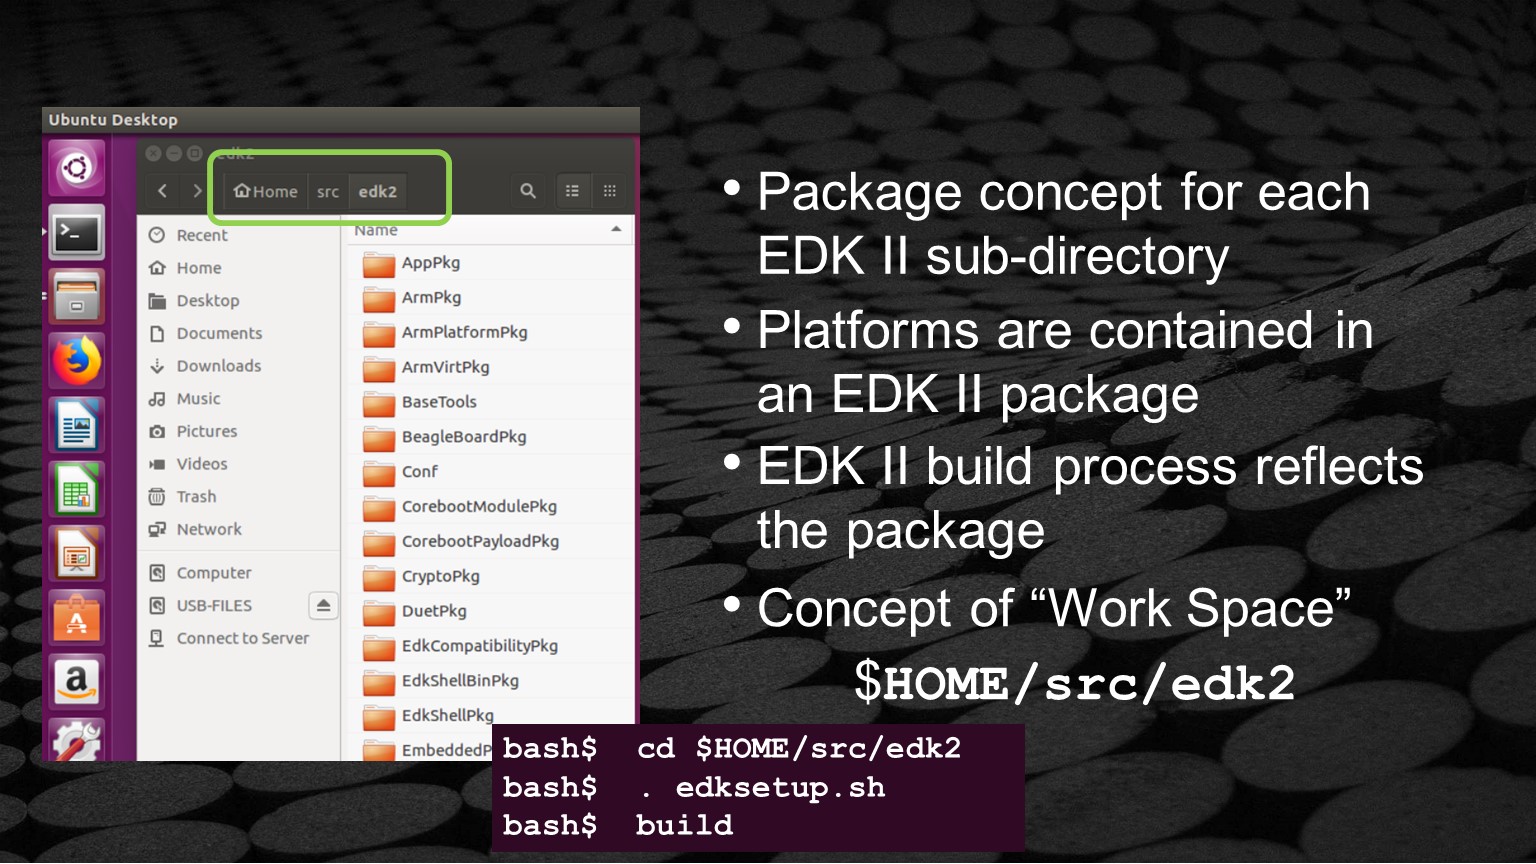 Ubuntu Desktop
edk2
Home src edk2
Recent
Home
Desktop
Documents
Downloads
Music
Pictures
Videos
Trash
Network
Computer
USB-FILES
Connect to Server
Name
AppPkg
ArmPkg
ArmPlatformPkg
ArmVirtPkg
BaseTools
BeagleBoardPkg
Conf
CorebootModulePkg
CorebootPayloadPkg
CryptoPkg
DuetPkg
EdkCompatibilityPkg
EdkShellBinPkg
EdkShellPkg
EmbeddedP
• Package concept for each
EDK II sub-directory
• Platforms are contained in
an EDK II package
• EDK II build process reflects
the package
• Concept of “Work Space”
$HOME/src/edk2
bash$ cd $HOME/src/edk2
bash$ . edksetup.sh
bash$ build